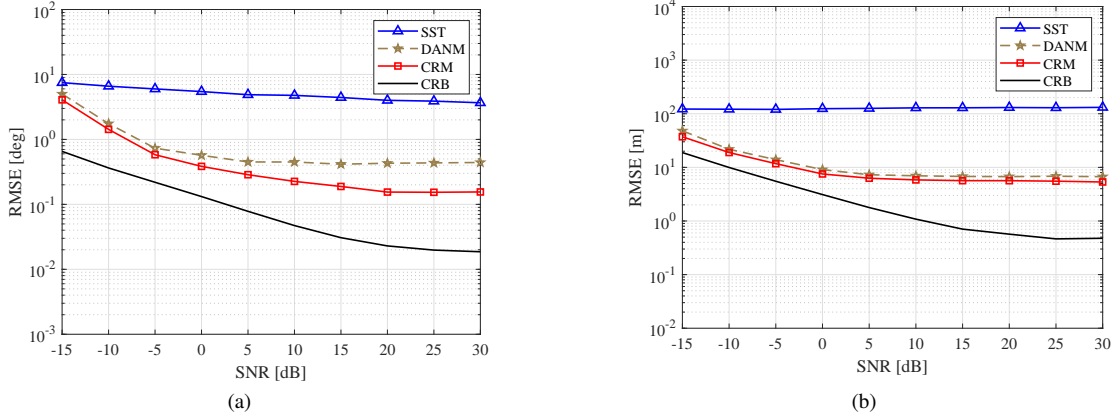 10^2
10^1
10^0
10^-1
10^-2
10^-3
RMSE [deg]
-15 -10 -5 0 5 10 15 20 25 30
SNR [dB]
SST
DANM
CRM
CRB
(a)
10^4
10^3
10^2
10^1
10^0
10^-1
10^-2
RMSE [m]
-15 -10 -5 0 5 10 15 20 25 30
SNR [dB]
SST
DANM
CRM
CRB
(b)